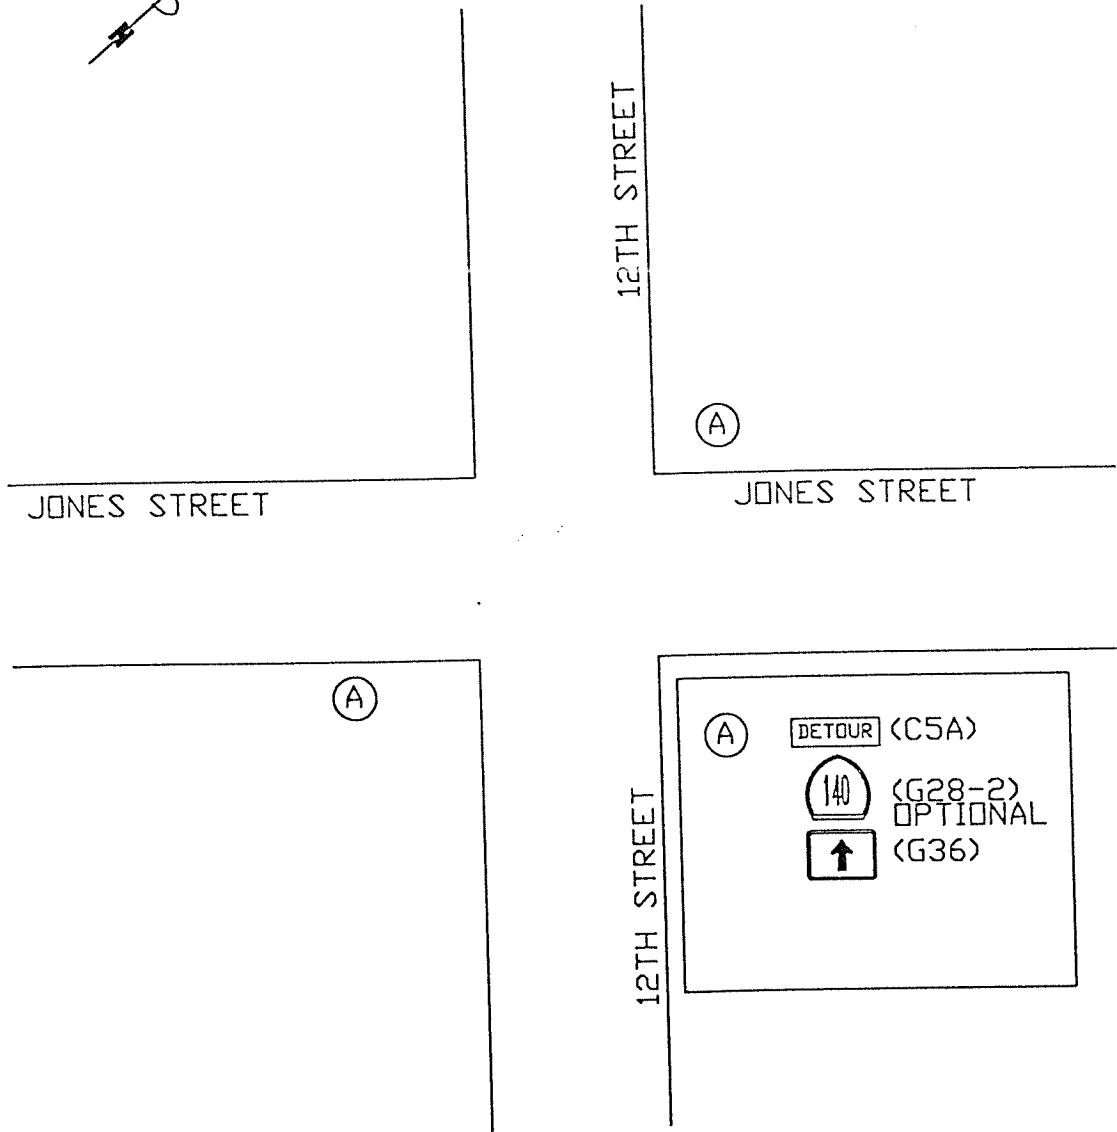 N
12TH STREET
A
JONES STREET
JONES STREET
A
A
DETOUR (C5A)
140 (G28-2)
OPTIONAL
(G36)
12TH STREET